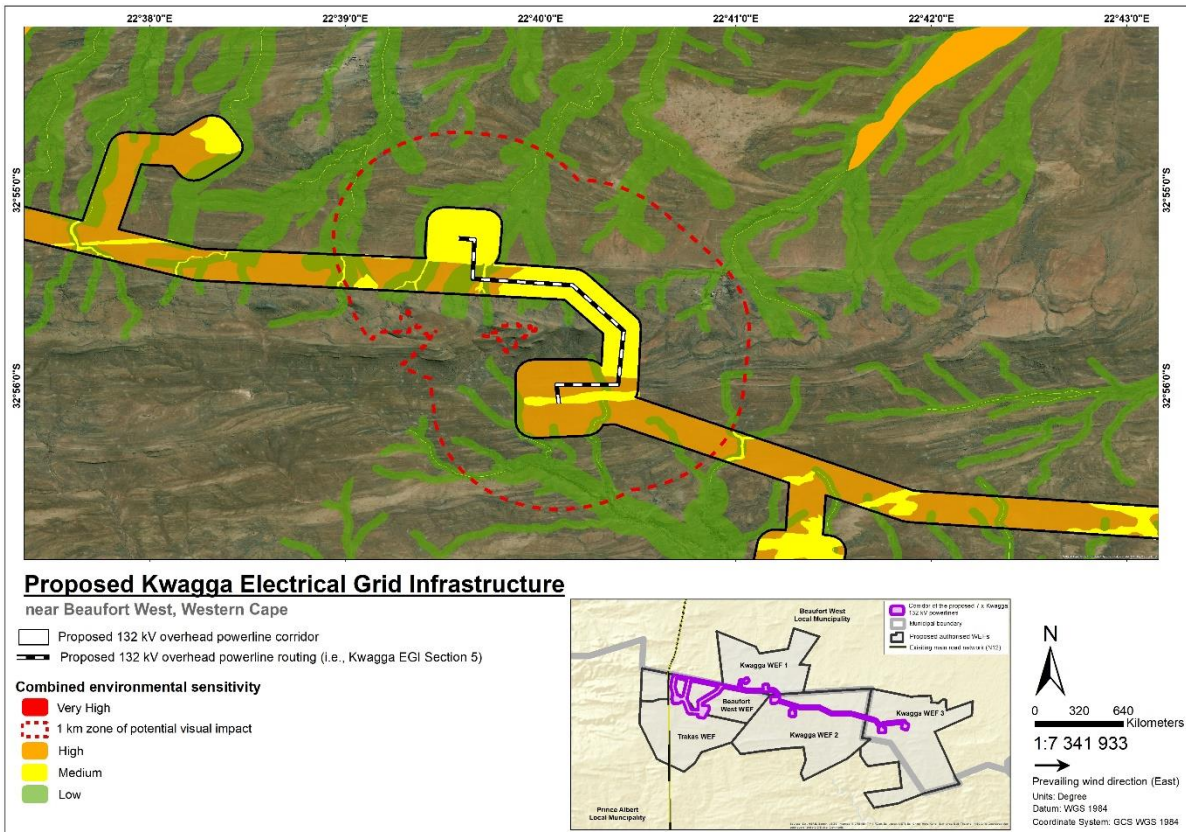 22°38'0"E
22°39'0"E
22°40'0"E
22°41'0"E
22°42'0"E
22°43'0"E
32°55'0"S
32°55'0"S
32°56'0"S
32°56'0"S
Proposed Kwagga Electrical Grid Infrastructure
near Beaufort West, Western Cape
Proposed 132 kV overhead powerline corridor
Proposed 132 kV overhead powerline routing (i.e., Kwagga EGI Section 5)
Combined environmental sensitivity
Very High
1 km zone of potential visual impact
High
Medium
Low
Beaufort West
Local Municipality
Corridor of the proposed 7 x Kwagga
132 kV powerlines
Municipal boundary
Proposed authorised WEFs
Existing main road network (N12)
Kwagga WEF 1
Beaufort
West WEF
Kwagga WEF 3
Trakas WEF
Kwagga WEF 2
Prince Albert
Local Municipality
N
0 320 640
Kilometers
1:7 341 933
Prevailing wind direction (East)
Units: Degree
Datum: WGS 1984
Coordinate System: GCS WGS 1984